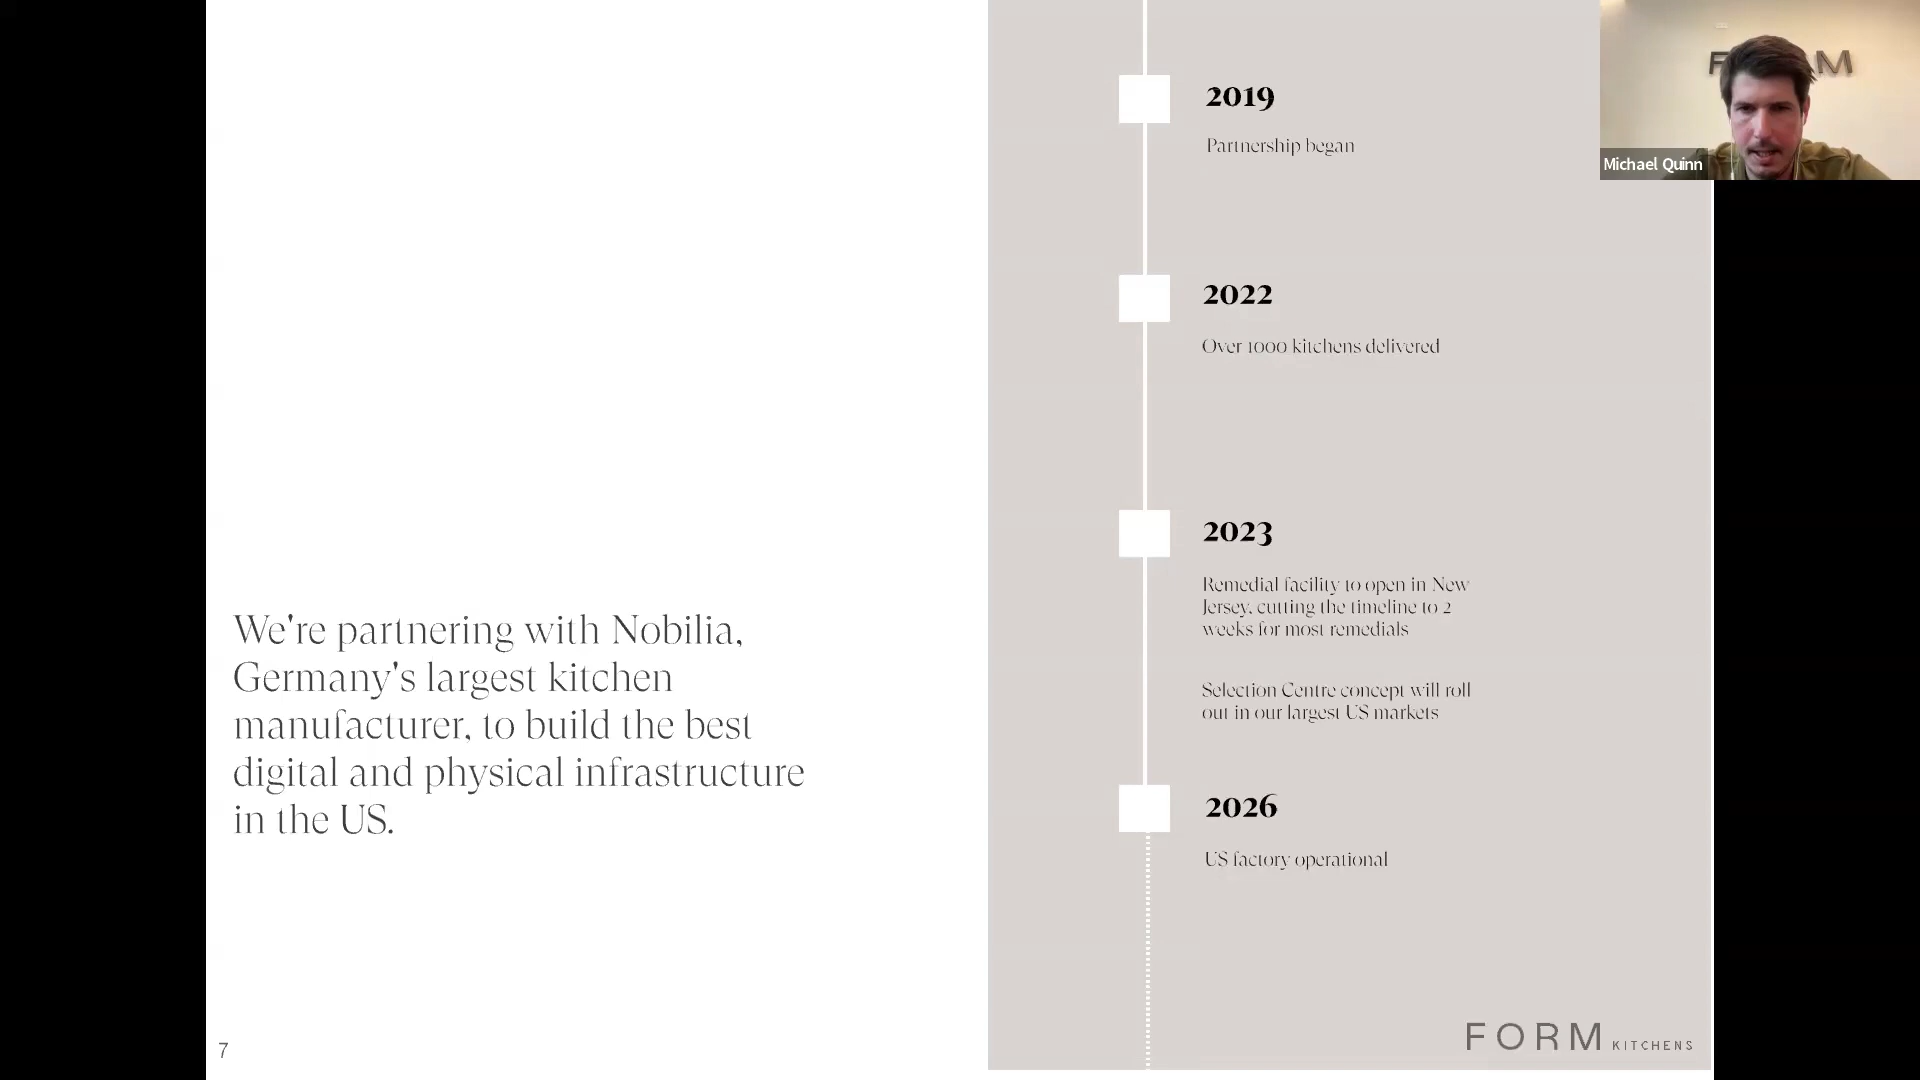 We're partnering with Nobilia,
Germany's largest kitchen
manufacturer, to build the best
digital and physical infrastructure
in the US.
7
2019
Partnership began
2022
Over 1000 kitchens delivered
2023
Remedial facility to open in New
Jersey, cutting the timeline to 2
weeks for most remedials
Selection Centre concept will roll
out in our largest US markets
2026
US factory operational
FORM KITCHENS
Michael Quinn